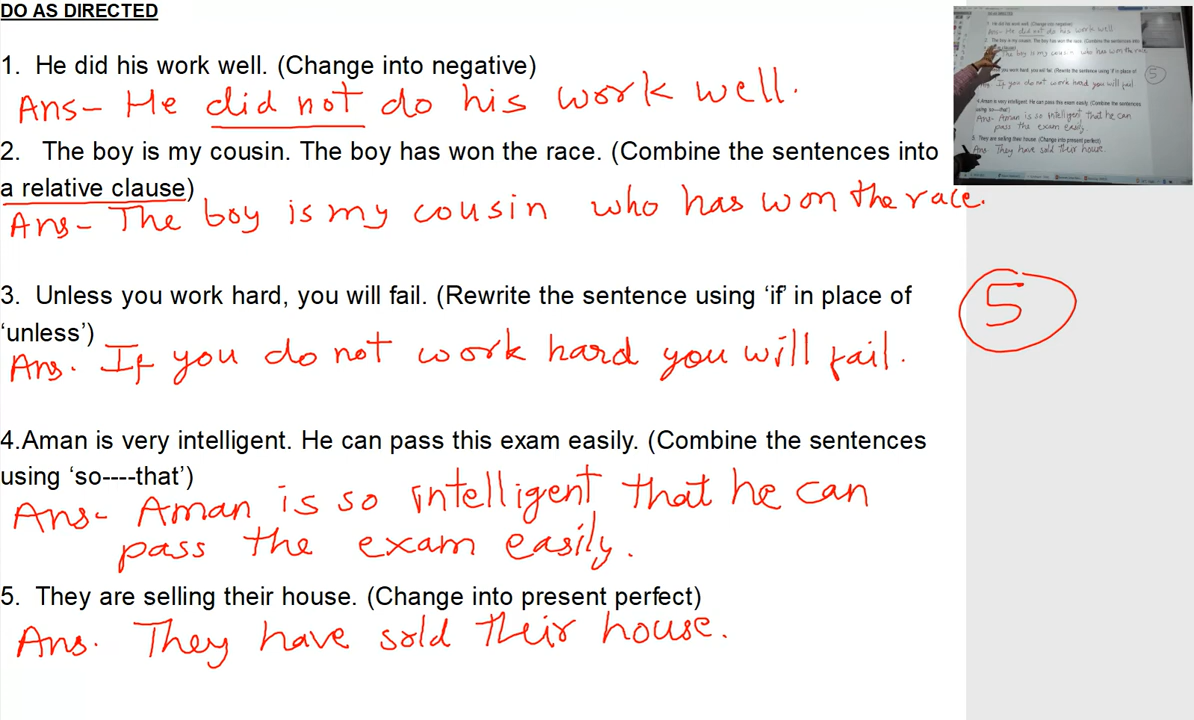 DO AS DIRECTED
1. He did his work well. (Change into negative)
Ans- He did not do his work well.
2. The boy is my cousin. The boy has won the race. (Combine the sentences into
a relative clause)
Ans- The boy is my cousin who has won the race.
3. Unless you work hard, you will fail. (Rewrite the sentence using ‘if’ in place of
‘unless’)
Ans. If you do not work hard you will fail.
5
4.Aman is very intelligent. He can pass this exam easily. (Combine the sentences
using ‘so----that’)
Ans- Aman is so intelligent that he can
pass the exam easily.
5. They are selling their house. (Change into present perfect)
Ans. They have sold their house.